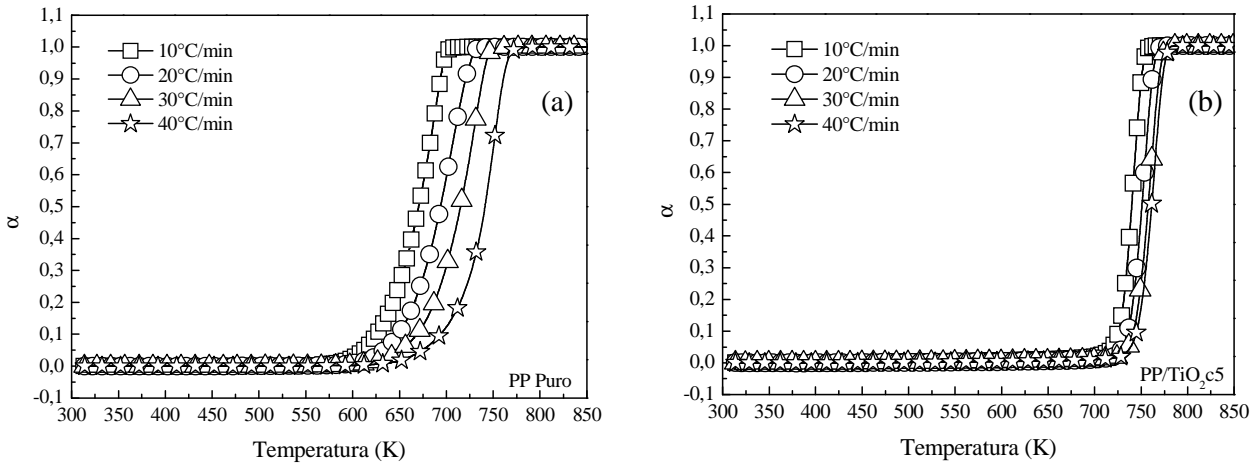 1,1
1,0
0,9
0,8
0,7
0,6
0,5
0,4
0,3
0,2
0,1
0,0
-0,1
α
10°C/min
20°C/min
30°C/min
40°C/min
(a)
PP Puro
300 350 400 450 500 550 600 650 700 750 800 850
Temperatura (K)
1,1
1,0
0,9
0,8
0,7
0,6
0,5
0,4
0,3
0,2
0,1
0,0
-0,1
α
10°C/min
20°C/min
30°C/min
40°C/min
(b)
PP/TiO₂c5
300 350 400 450 500 550 600 650 700 750 800 850
Temperatura (K)